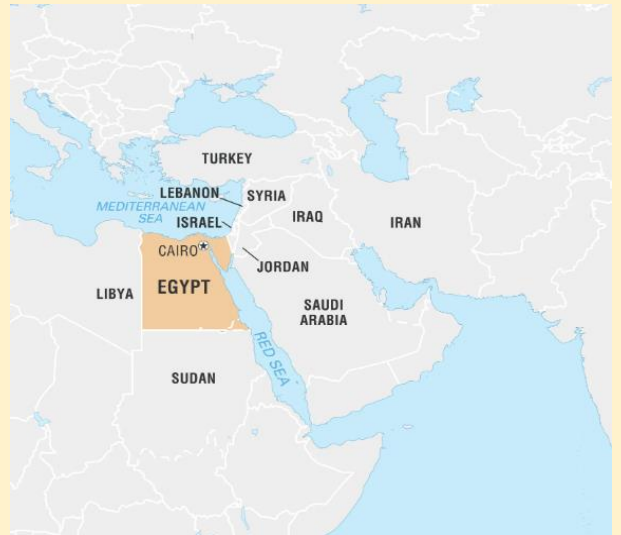 TURKEY
LEBANON
SYRIA
MEDITERRANEAN
SEA
ISRAEL
IRAQ
IRAN
CAIRO
JORDAN
EGYPT
LIBYA
SAUDI
ARABIA
RED SEA
SUDAN